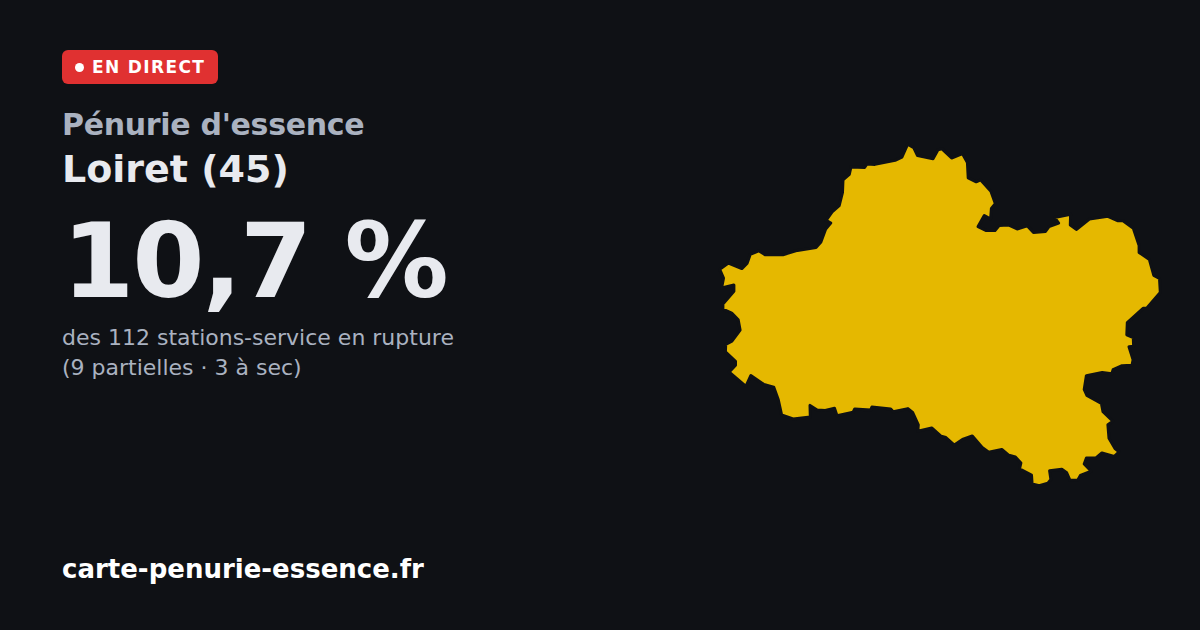 EN DIRECT
Pénurie d'essence
Loiret (45)
10,7 %
des 112 stations-service en rupture
(9 partielles · 3 à sec)
carte-penurie-essence.fr